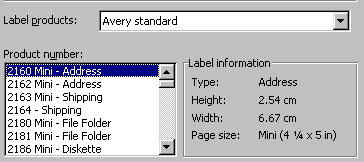 Label products: Avery standard
Product number:
2160 Mini - Address
2162 Mini - Address
2163 Mini - Shipping
2164 - Shipping
2180 Mini - File Folder
2181 Mini - File Folder
2186 Mini - Diskette
Label information
Type: Address
Height: 2.54 cm
Width: 6.67 cm
Page size: Mini (4 ¼ x 5 in)